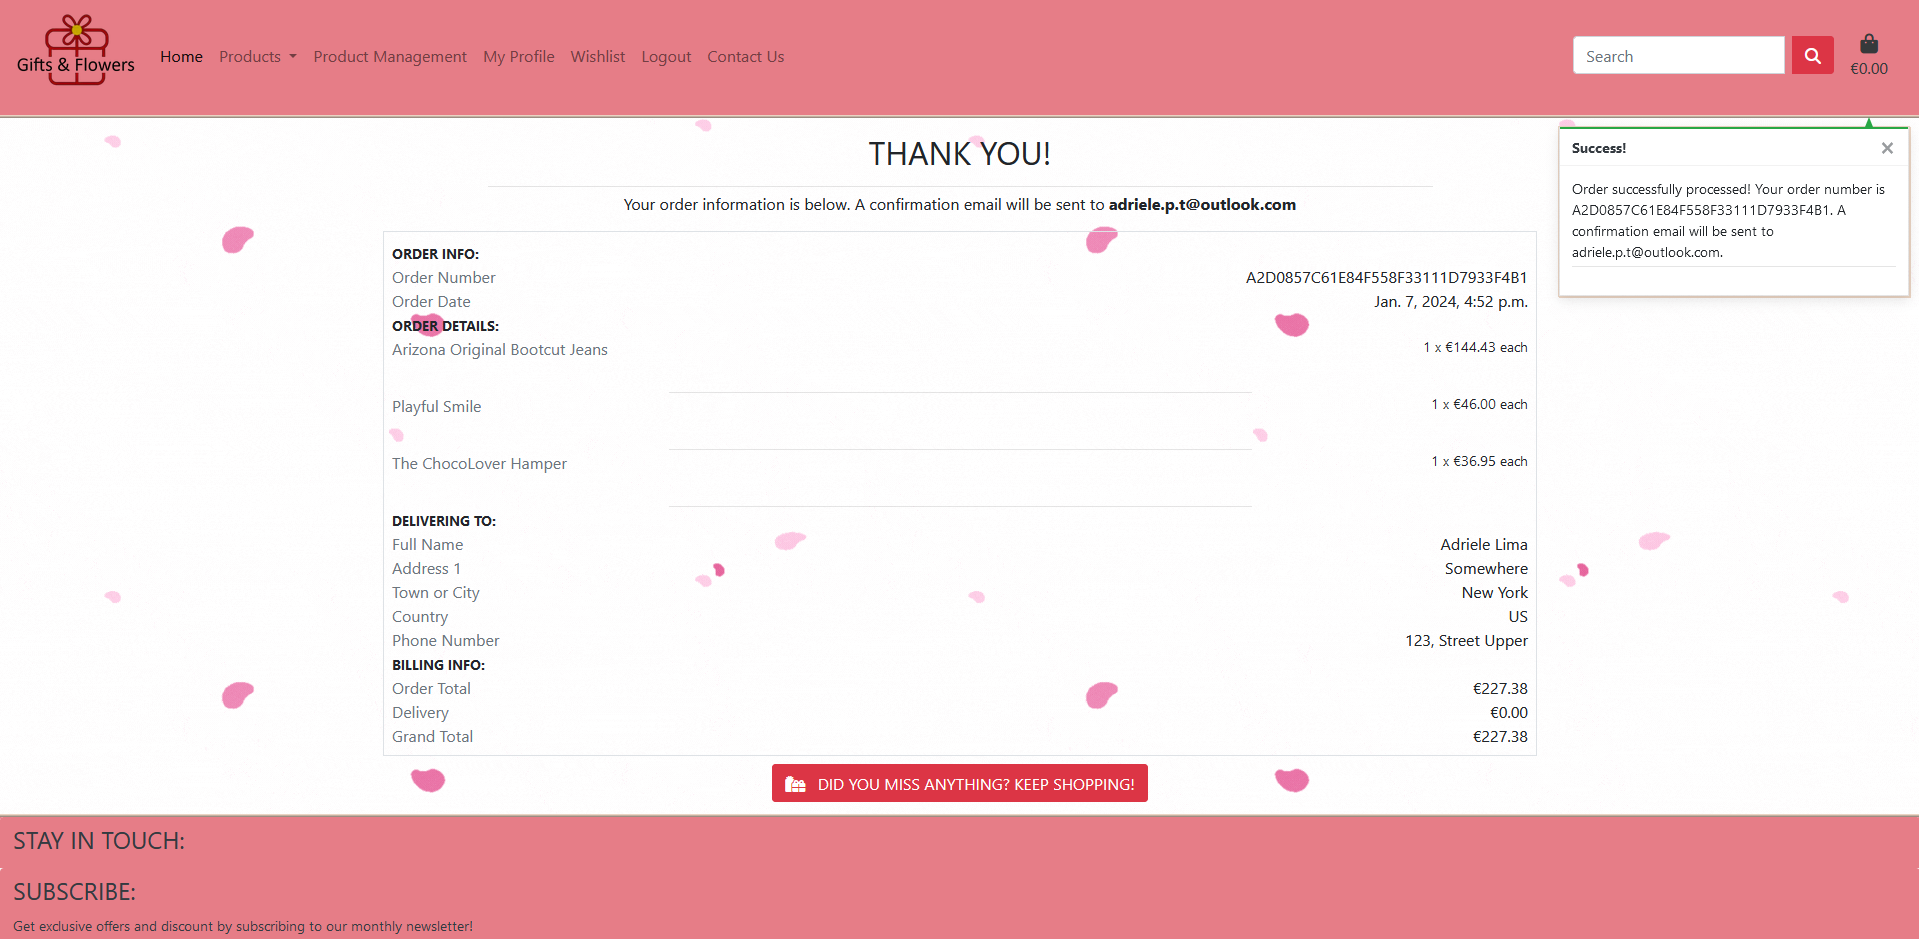 Gifts & Flowers
Home Products Product Management My Profile Wishlist Logout Contact Us
Search
€0.00
THANK YOU!
Your order information is below. A confirmation email will be sent to adriele.p.t@outlook.com
Success!
Order successfully processed! Your order number is
A2D0857C61E84F558F33111D7933F4B1. A
confirmation email will be sent to
adriele.p.t@outlook.com.
ORDER INFO:
Order Number A2D0857C61E84F558F33111D7933F4B1
Order Date Jan. 7, 2024, 4:52 p.m.
ORDER DETAILS:
Arizona Original Bootcut Jeans 1 x €144.43 each
Playful Smile 1 x €46.00 each
The ChocoLover Hamper 1 x €36.95 each
DELIVERING TO:
Full Name Adriele Lima
Address 1 Somewhere
Town or City New York
Country US
Phone Number 123, Street Upper
BILLING INFO:
Order Total €227.38
Delivery €0.00
Grand Total €227.38
DID YOU MISS ANYTHING? KEEP SHOPPING!
STAY IN TOUCH:
SUBSCRIBE:
Get exclusive offers and discount by subscribing to our monthly newsletter!